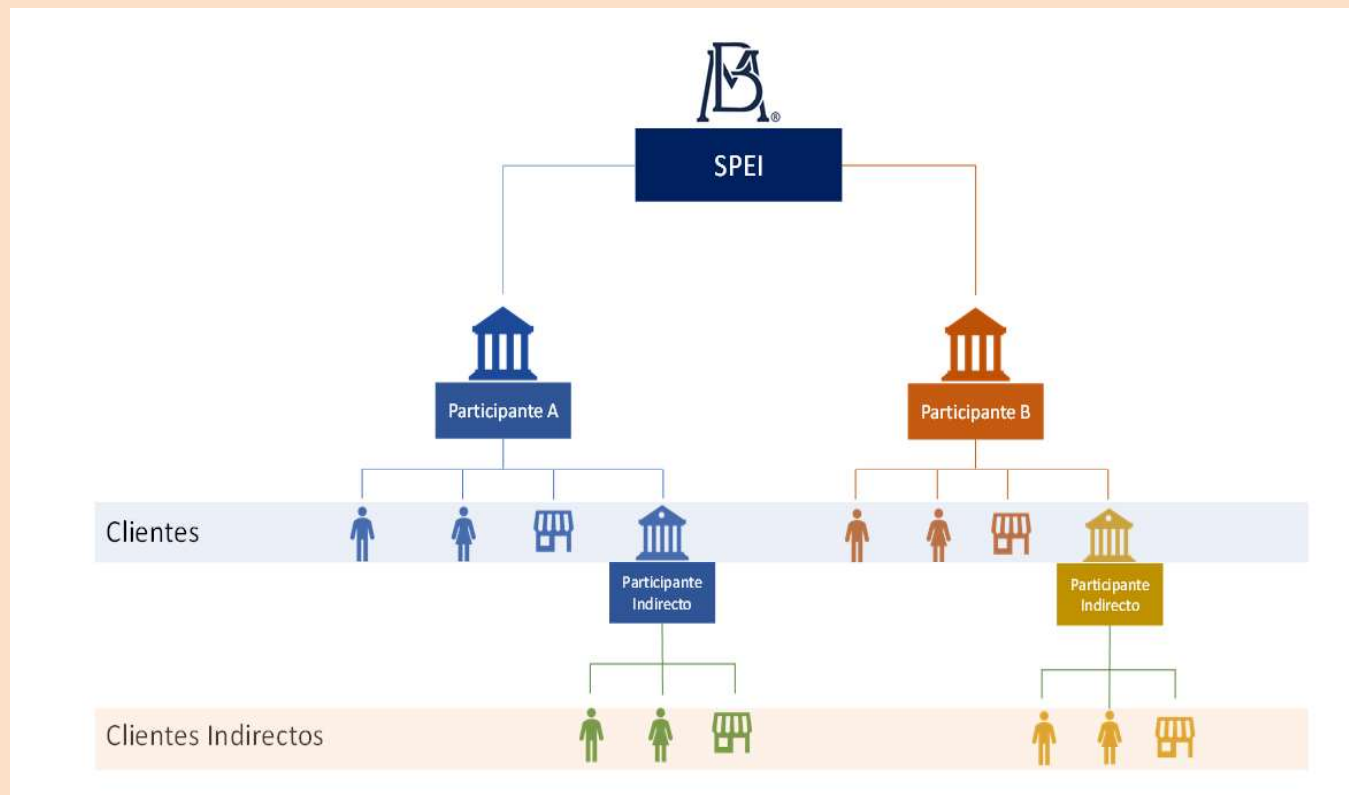 SPEI
Participante A
Participante B
Clientes
Participante
Indirecto
Participante
Indirecto
Clientes Indirectos